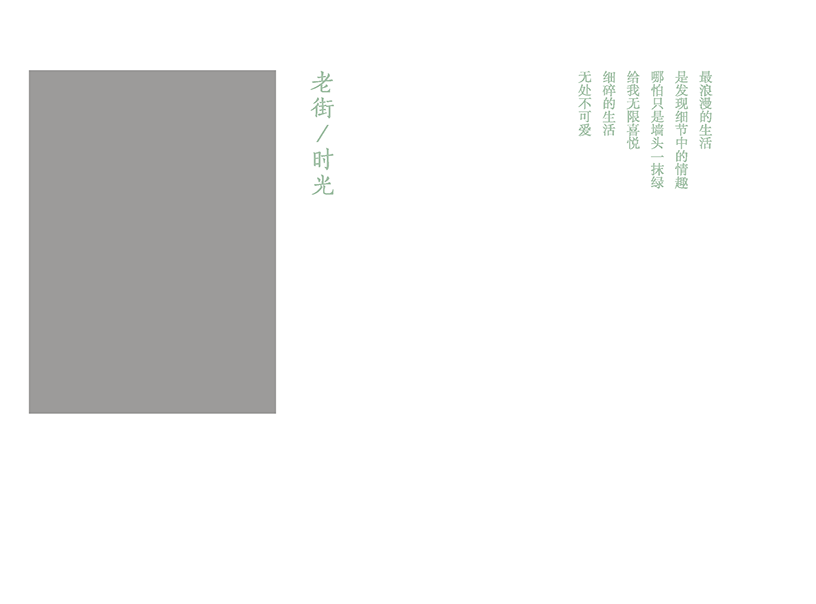 老街/时光
最浪漫的生活
是发现细节中的情趣
哪怕只是墙头一抹绿
给我无限喜悦
细碎的生活
无处不可爱